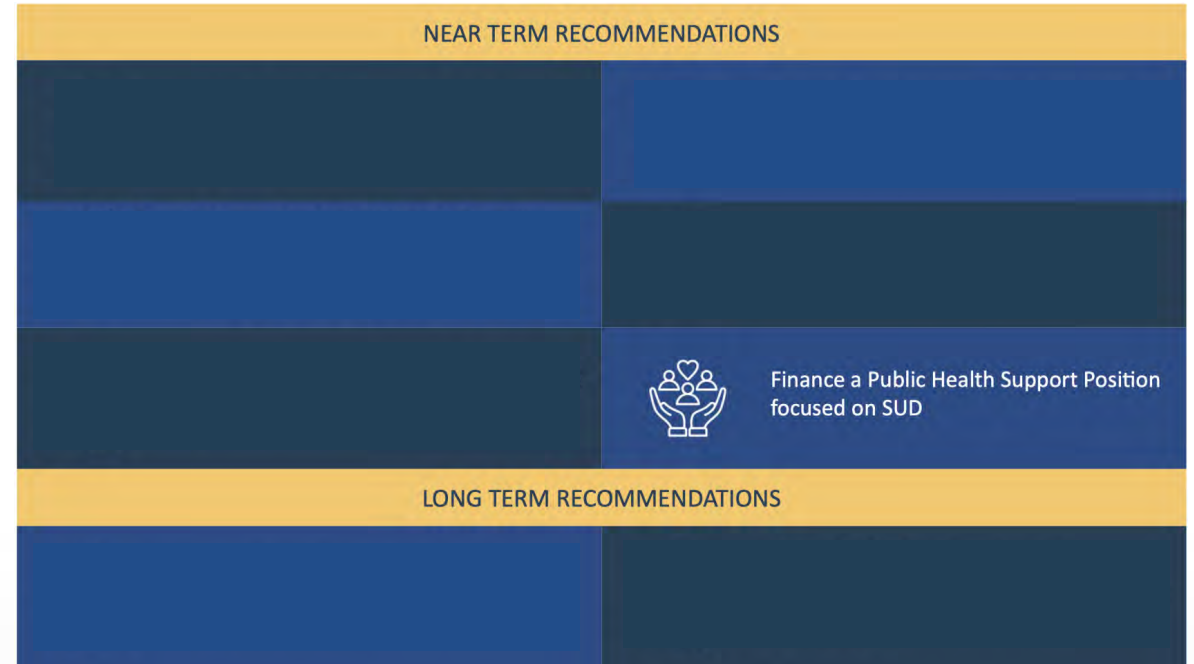 NEAR TERM RECOMMENDATIONS
Finance a Public Health Support Position
focused on SUD
LONG TERM RECOMMENDATIONS